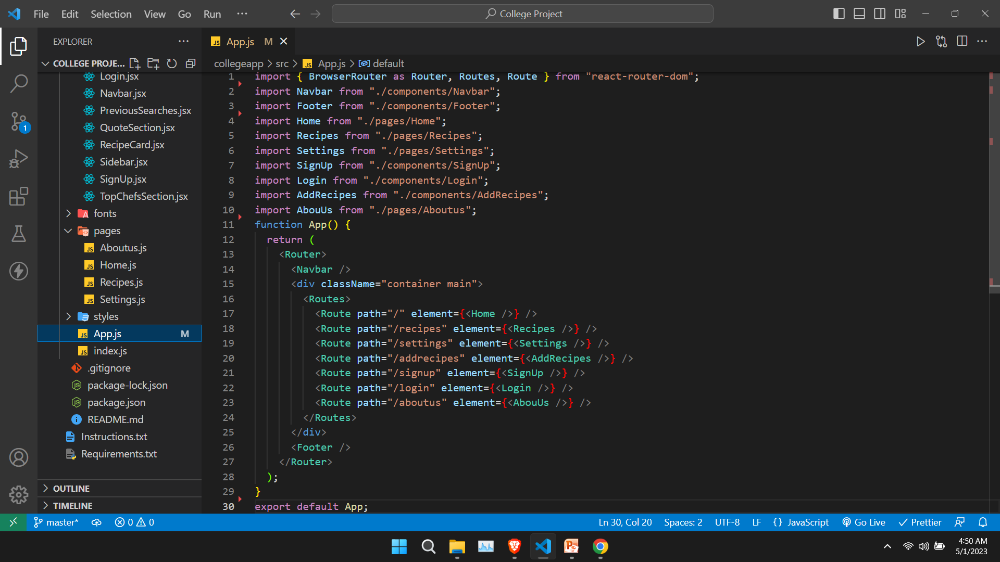 File Edit Selection View Go Run ··· College Project
EXPLORER ···
App.js M
COLLEGE PROJE...
collegeapp > src > JS App.js > default
Login.jsx
Navbar.jsx
PreviousSearches.jsx
QuoteSection.jsx
RecipeCard.jsx
Sidebar.jsx
SignUp.jsx
TopChefsSection.jsx
fonts
pages
JS Aboutus.js
JS Home.js
JS Recipes.js
JS Settings.js
styles
JS App.js M
JS index.js
.gitignore
package-lock.json
package.json
README.md
Instructions.txt
Requirements.txt
OUTLINE
TIMELINE
1 import { BrowserRouter as Router, Routes, Route } from "react-router-dom";
2 import Navbar from "./components/Navbar";
3 import Footer from "./components/Footer";
4 import Home from "./pages/Home";
5 import Recipes from "./pages/Recipes";
6 import Settings from "./pages/Settings";
7 import SignUp from "./components/SignUp";
8 import Login from "./components/Login";
9 import AddRecipes from "./components/AddRecipes";
10 import AbouUs from "./pages/Aboutus";
11 function App() {
12 return (
13 <Router>
14 <Navbar />
15 <div className="container main">
16 <Routes>
17 <Route path="/" element={<Home />} />
18 <Route path="/recipes" element={<Recipes />} />
19 <Route path="/settings" element={<Settings />} />
20 <Route path="/addrecipes" element={<AddRecipes />} />
21 <Route path="/signup" element={<SignUp />} />
22 <Route path="/login" element={<Login />} />
23 <Route path="/aboutus" element={<AbouUs />} />
24 </Routes>
25 </div>
26 <Footer />
27 </Router>
28 );
29 }
30 export default App;
1
master* 0 0 Ln 30, Col 20 Spaces: 2 UTF-8 LF {} JavaScript Go Live Prettier
4:50 AM
5/1/2023